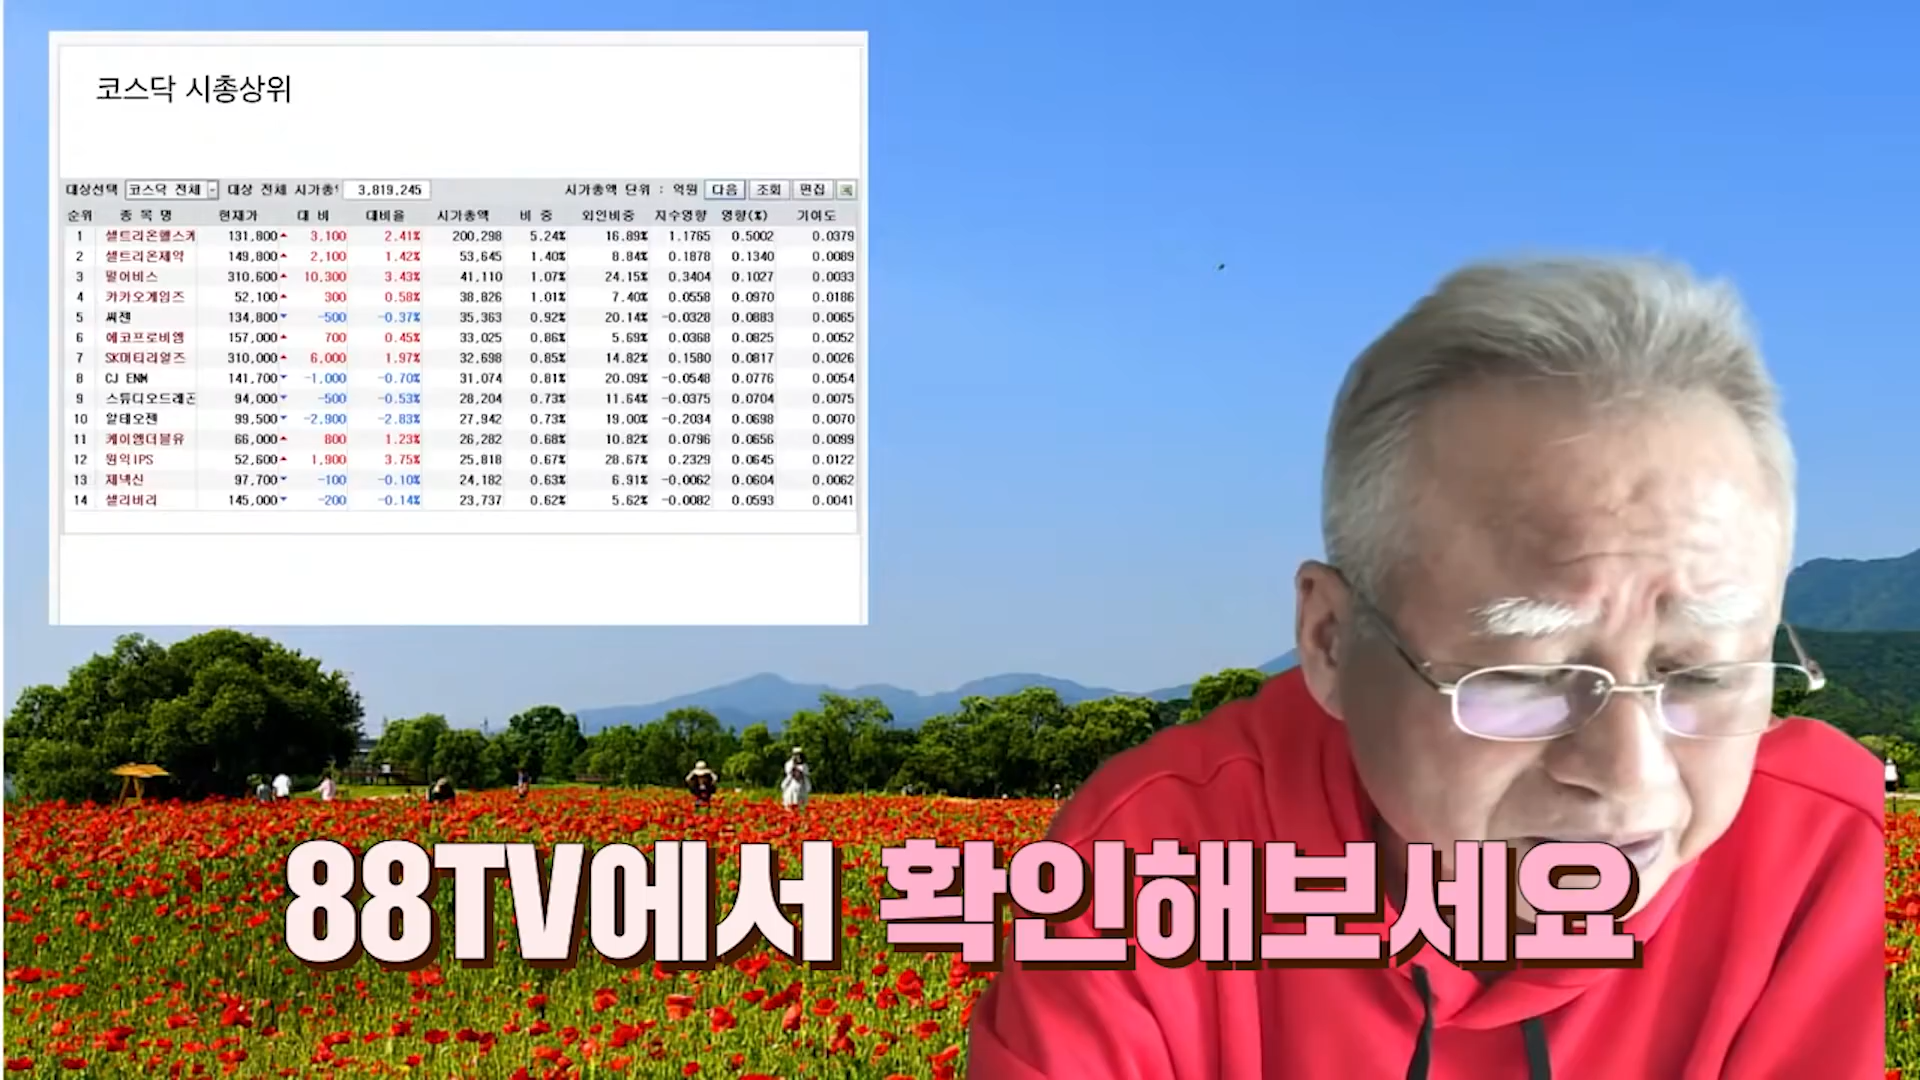 코스닥 시총상위
대상선택 코스닥 전체 대상 전체 시가총 3,819,245 시가총액 단위 : 억원 다음 조회 편집
순위 종 목 명 현재가 대 비 대비율 시가총액 비 중 외인비중 지수영향 영향(%) 기여도
1 셀트리온헬스케 131,800 3,100 2.41% 200,298 5.24% 16.89% 1.1765 0.5002 0.0379
2 셀트리온제약 149,800 2,100 1.42% 53,645 1.40% 8.84% 0.1878 0.1340 0.0089
3 펄어비스 310,600 10,300 3.43% 41,110 1.07% 24.15% 0.3404 0.1027 0.0033
4 카카오게임즈 52,100 300 0.58% 38,826 1.01% 7.40% 0.0558 0.0970 0.0186
5 씨젠 134,800 -500 -0.37% 35,363 0.92% 20.14% -0.0328 0.0883 0.0065
6 에코프로비엠 157,000 700 0.45% 33,025 0.86% 5.69% 0.0368 0.0825 0.0052
7 SK머티리얼즈 310,000 6,000 1.97% 32,698 0.85% 14.82% 0.1580 0.0817 0.0026
8 CJ ENM 141,700 -1,000 -0.70% 31,074 0.81% 20.09% -0.0548 0.0776 0.0054
9 스튜디오드래곤 94,000 -500 -0.53% 28,204 0.73% 11.64% -0.0375 0.0704 0.0075
10 알테오젠 99,500 -2,900 -2.83% 27,942 0.73% 19.00% -0.2034 0.0698 0.0070
11 케이엠더블유 66,000 800 1.23% 26,282 0.68% 10.82% 0.0796 0.0656 0.0099
12 원익IPS 52,600 1,900 3.75% 25,818 0.67% 28.67% 0.2329 0.0645 0.0122
13 제넥신 97,700 -100 -0.10% 24,182 0.63% 6.91% -0.0062 0.0604 0.0062
14 셀리버리 145,000 -200 -0.14% 23,737 0.62% 5.62% -0.0082 0.0593 0.0041
88TV에서 확인해보세요